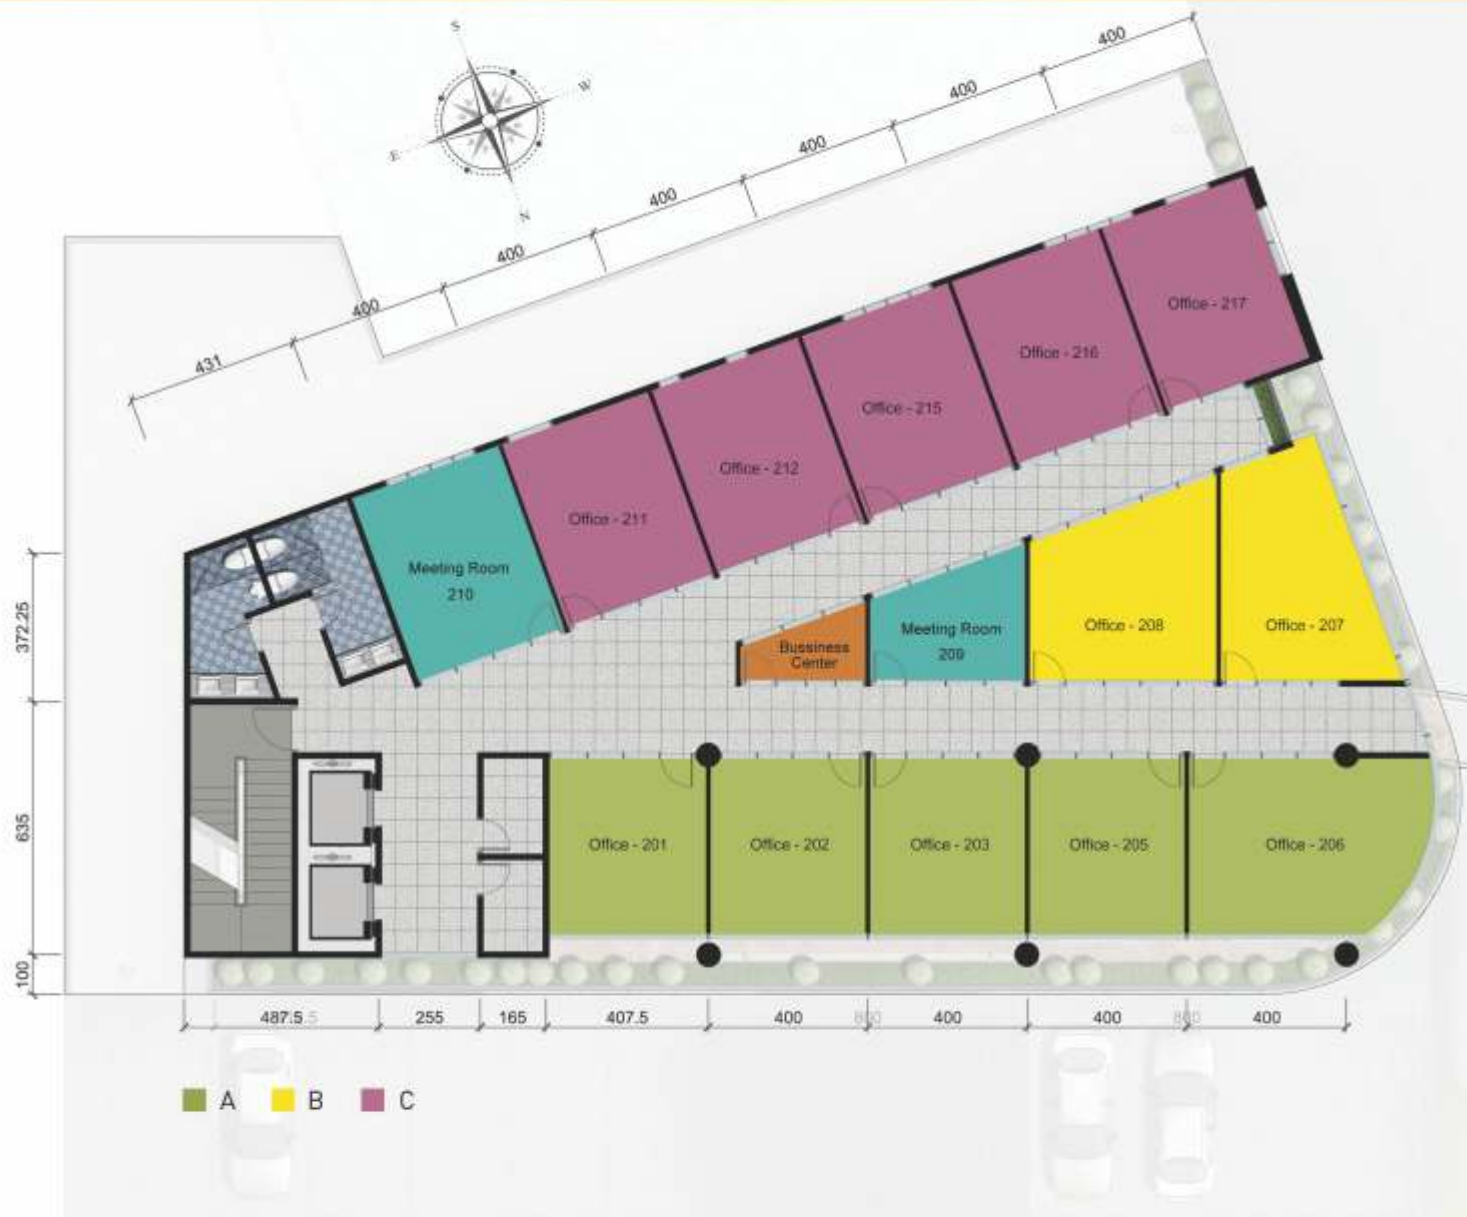 S
W
E
N
400
400
400
400
400
400
431
Office - 217
Office - 216
Office - 215
Office - 212
Office - 211
Meeting Room
210
Bussiness
Center
Meeting Room
209
Office - 208
Office - 207
372.25
635
100
Office - 201
Office - 202
Office - 203
Office - 205
Office - 206
487.5
255
165
407.5
400
400
400
400
A
B
C